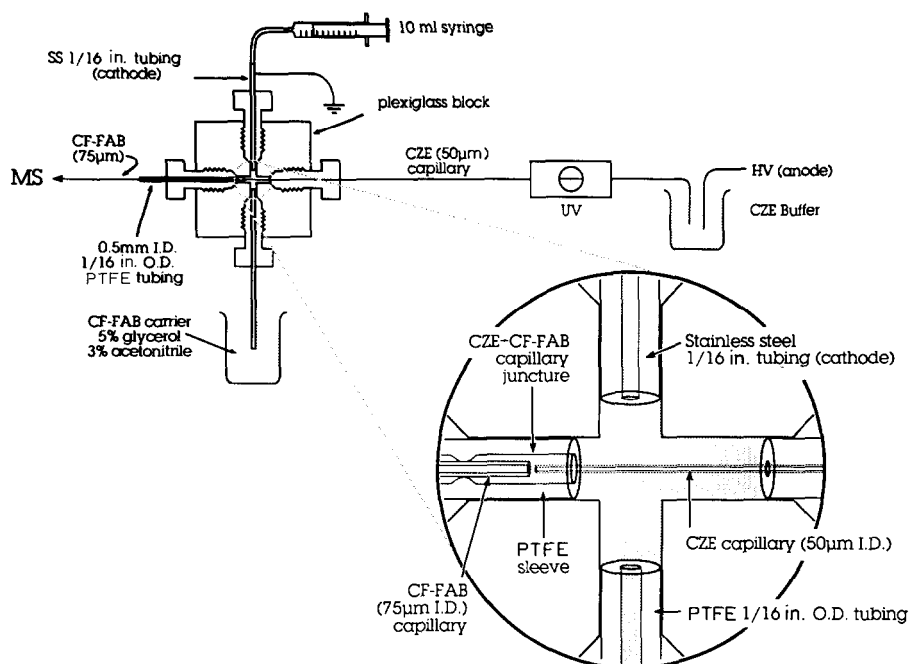 10 ml syringe
SS 1/16 in. tubing
(cathode)
plexiglass block
CF-FAB
(75µm)
MS
CZE (50µm)
capillary
HV (anode)
UV
CZE Buffer
0.5mm I.D.
1/16 in. O.D.
PTFE tubing
CF-FAB carrier
5% glycerol
3% acetonitrile
CZE-CF-FAB
capillary
juncture
Stainless steel
1/16 in. tubing (cathode)
PTFE
sleeve
CZE capillary (50µm I.D.)
CF-FAB
(75µm I.D.)
capillary
PTFE 1/16 in. O.D. tubing